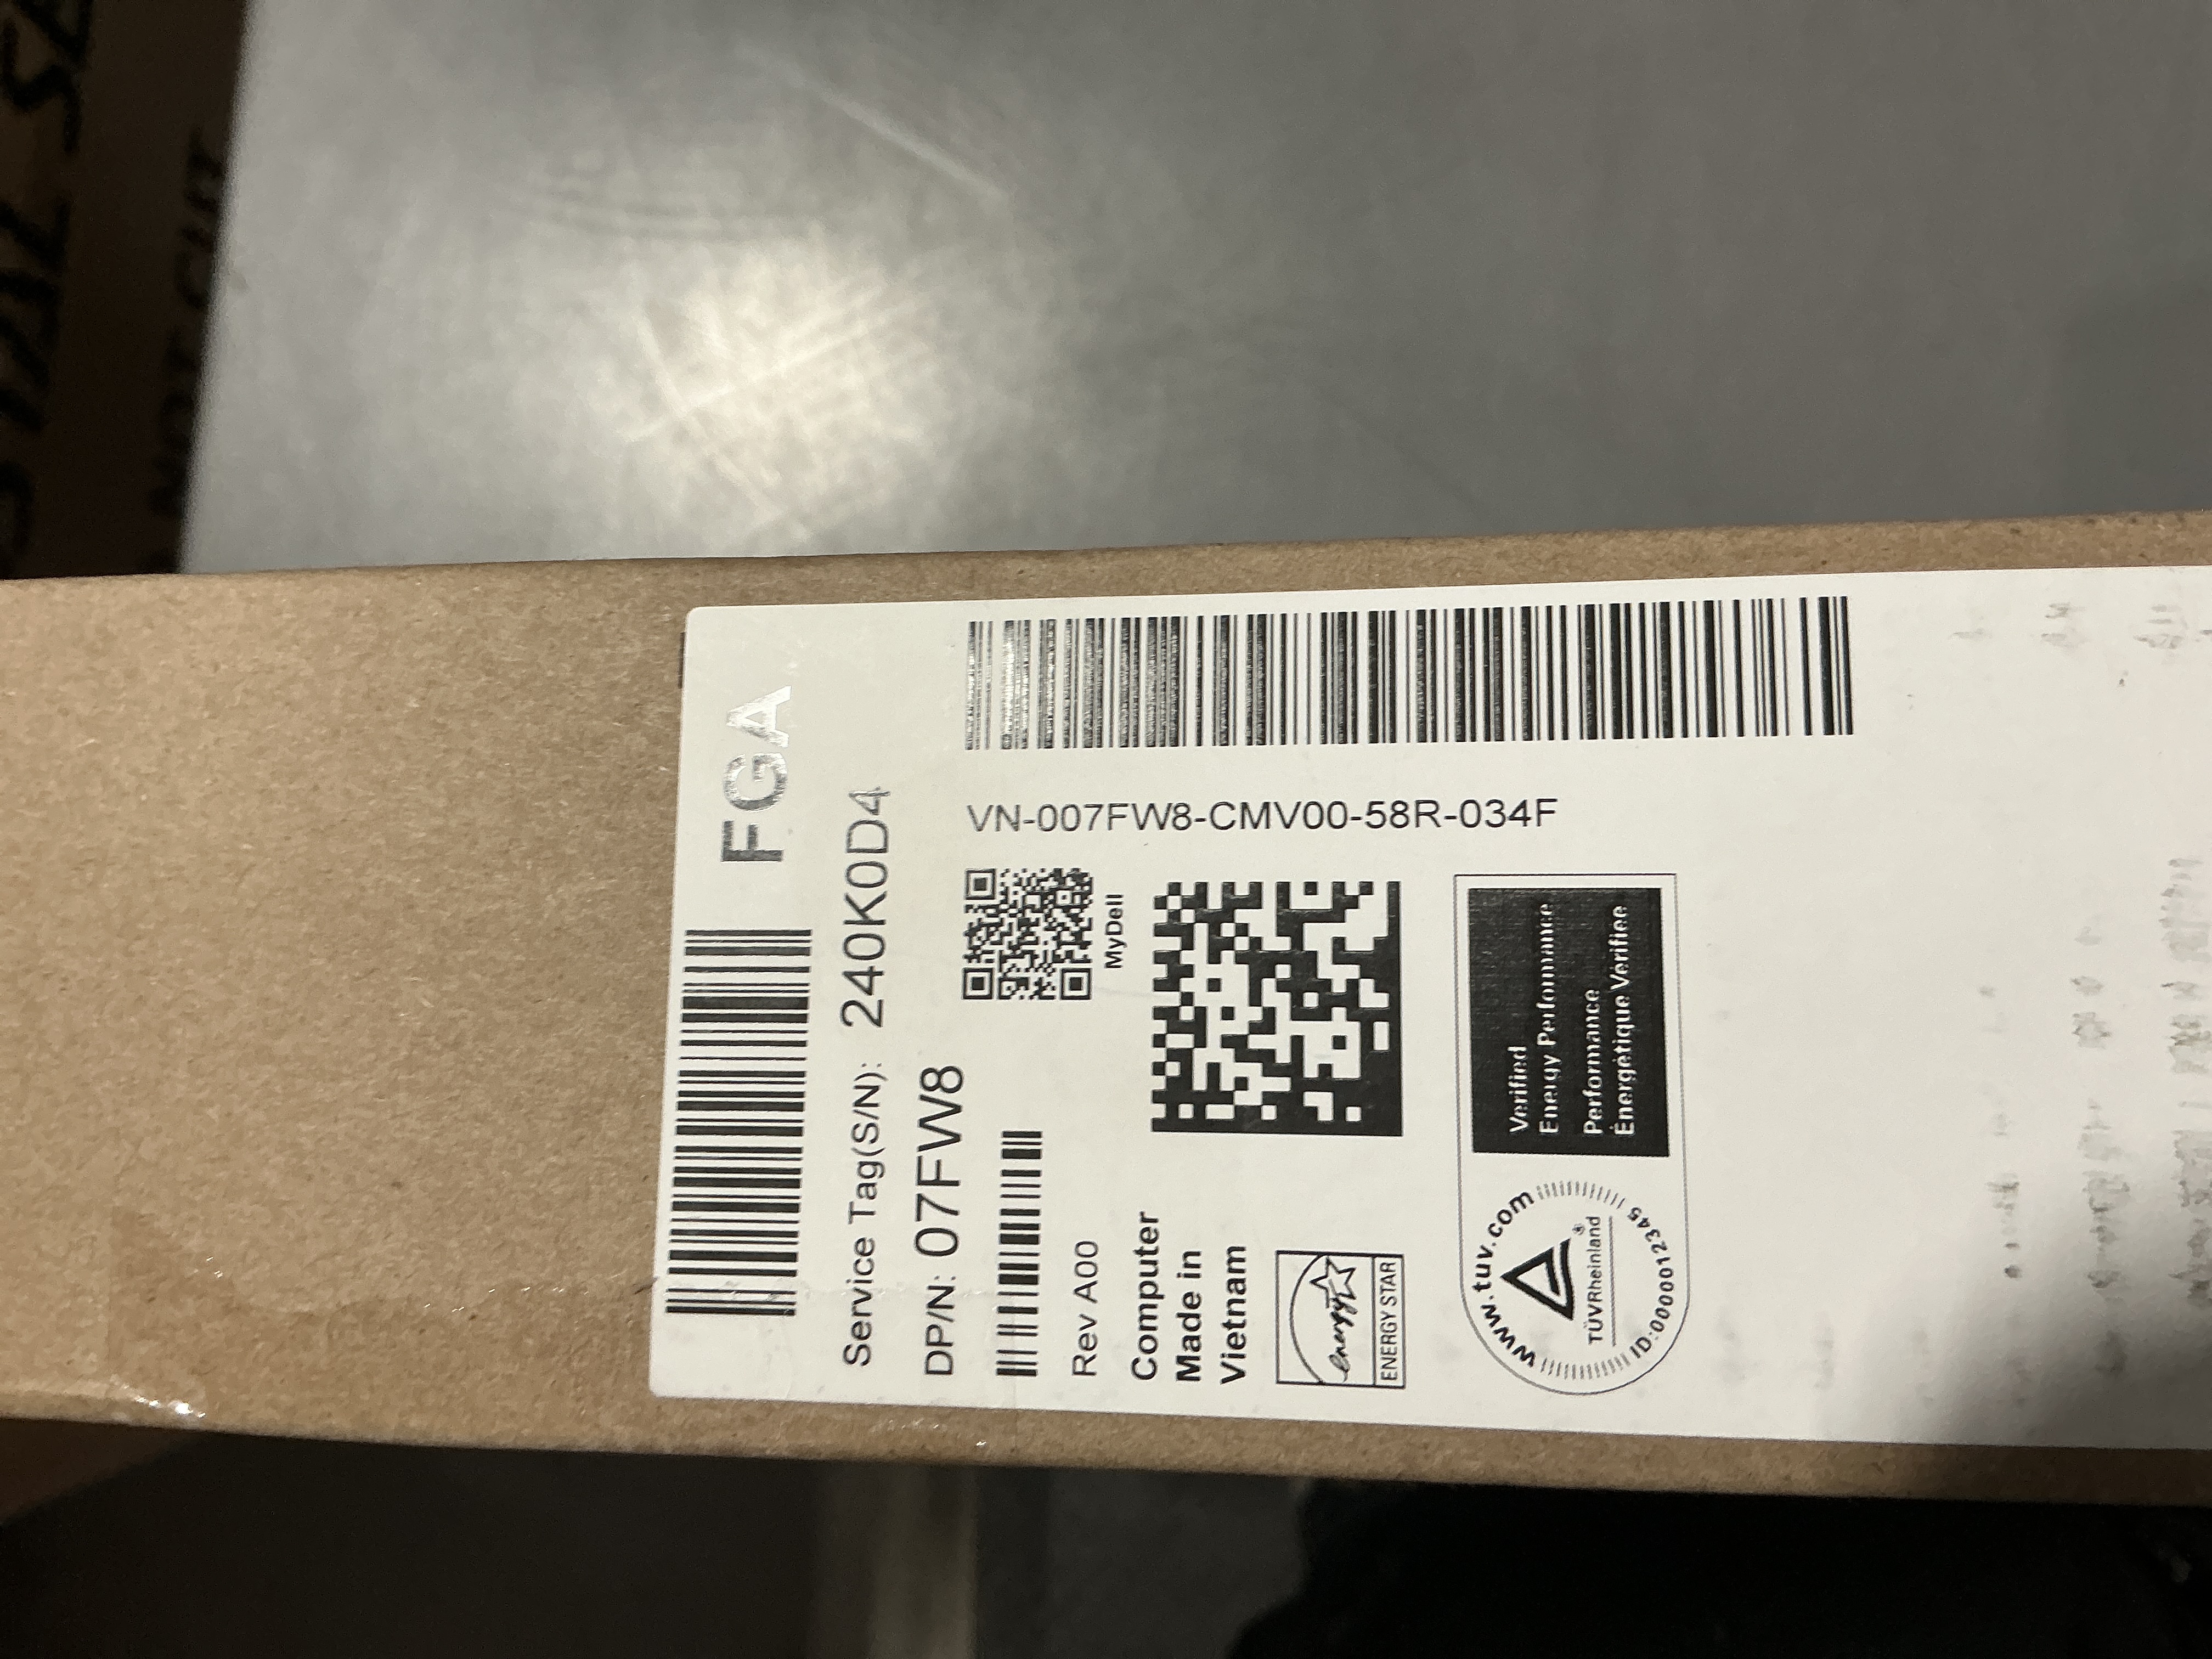 FGA
Service Tag(S/N): 240K0D4
DP/N: 07FW8
VN-007FW8-CMV00-58R-034F
MyDell
Rev A00
Computer
Made in
Vietnam
energy
ENERGY STAR
www.tuv.com
TÜVRheinland®
ID:0000012345
Verified
Energy Performance
Performance
Énergétique Vérifiée